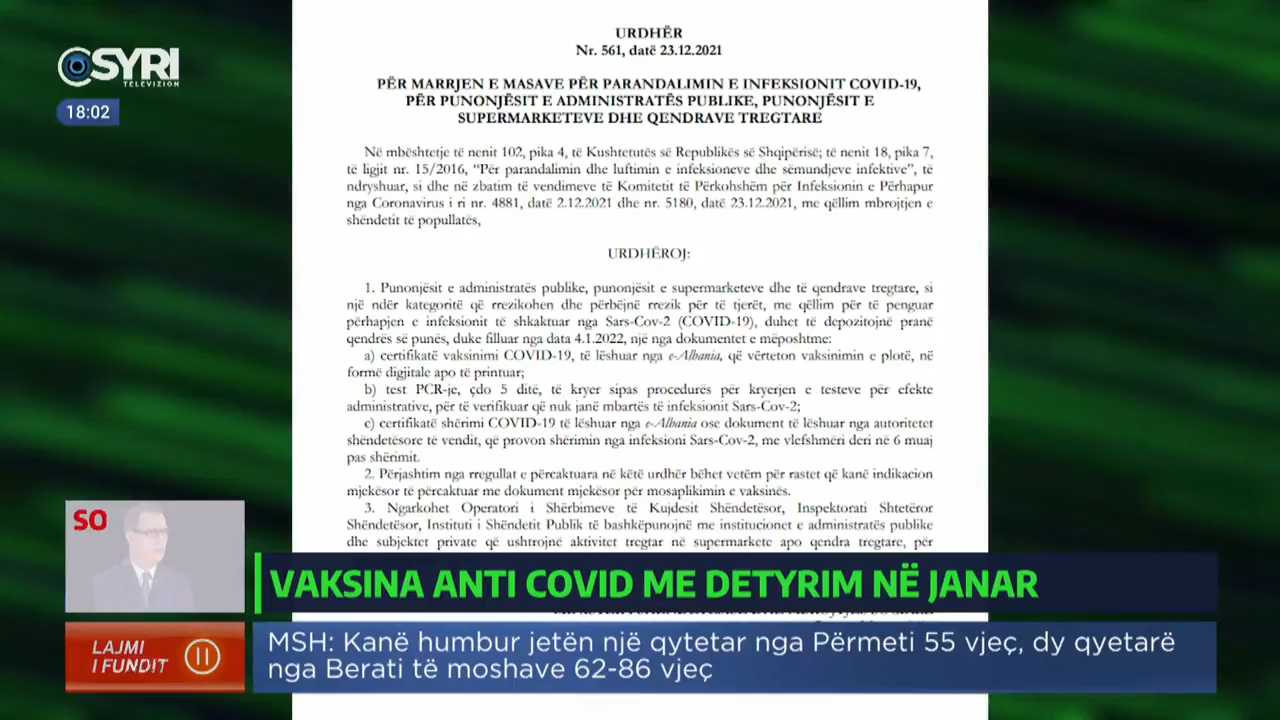 SYRI
TELEVIZION
18:02
URDHËR
Nr. 561, datë 23.12.2021
PËR MARRJEN E MASAVE PËR PARANDALIMIN E INFEKSIONIT COVID-19,
PËR PUNONJËSIT E ADMINISTRATËS PUBLIKE, PUNONJËSIT E
SUPERMARKETEVE DHE QENDRAVE TREGTARE
Në mbështetje të nenit 102, pika 4, të Kushtetutës së Republikës së Shqipërisë; të nenit 18, pika 7,
të ligjit nr. 15/2016, “Për parandalimin dhe luftimin e infeksioneve dhe sëmundjeve infektive”, të
ndryshuar, si dhe në zbatim të vendimeve të Komitetit të Përkohshëm për Infeksionin e Përhapur
nga Coronavirus i ri nr. 4881, datë 2.12.2021 dhe nr. 5180, datë 23.12.2021, me qëllim mbrojtjen e
shëndetit të popullatës,
URDHËROJ:
1. Punonjësit e administratës publike, punonjësit e supermarketeve dhe të qendrave tregtare, si
një ndër kategoritë që rrezikohen dhe përbëjnë rrezik për të tjerët, me qëllim për të penguar
përhapjen e infeksionit të shkaktuar nga Sars-Cov-2 (COVID-19), duhet të depozitojnë pranë
qendrës së punës, duke filluar nga data 4.1.2022, një nga dokumentet e mëposhtme:
a) certifikatë vaksinimi COVID-19, të lëshuar nga e-Albania, që vërteton vaksinimin e plotë, në
formë digjitale apo të printuar;
b) test PCR-je, çdo 5 ditë, të kryer sipas procedurës për kryerjen e testeve për efekte
administrative, për të verifikuar që nuk janë mbartës të infeksionit Sars-Cov-2;
c) certifikatë shërimi COVID-19 të lëshuar nga e-Albania ose dokument të lëshuar nga autoritetet
shëndetësore të vendit, që provon shërimin nga infeksioni Sars-Cov-2, me vlefshmëri deri në 6 muaj
pas shërimit.
2. Përjashtim nga rregullat e përcaktuara në këtë urdhër bëhet vetëm për rastet që kanë indikacion
mjekësor të përcaktuar me dokument mjekësor për mosaplikimin e vaksinës.
3. Ngarkohet Operatori i Shërbimeve të Kujdesit Shëndetësor, Inspektorati Shtetëror
Shëndetësor, Instituti i Shëndetit Publik të bashkëpunojnë me institucionet e administratës publike
dhe subjektet private që ushtrojnë aktivitet tregtar në supermarkete apo qendra tregtare, për
SO
VAKSINA ANTI COVID ME DETYRIM NË JANAR
LAJMI
I FUNDIT
MSH: Kanë humbur jetën një qytetar nga Përmeti 55 vjeç, dy qyetarë
nga Berati të moshave 62-86 vjeç